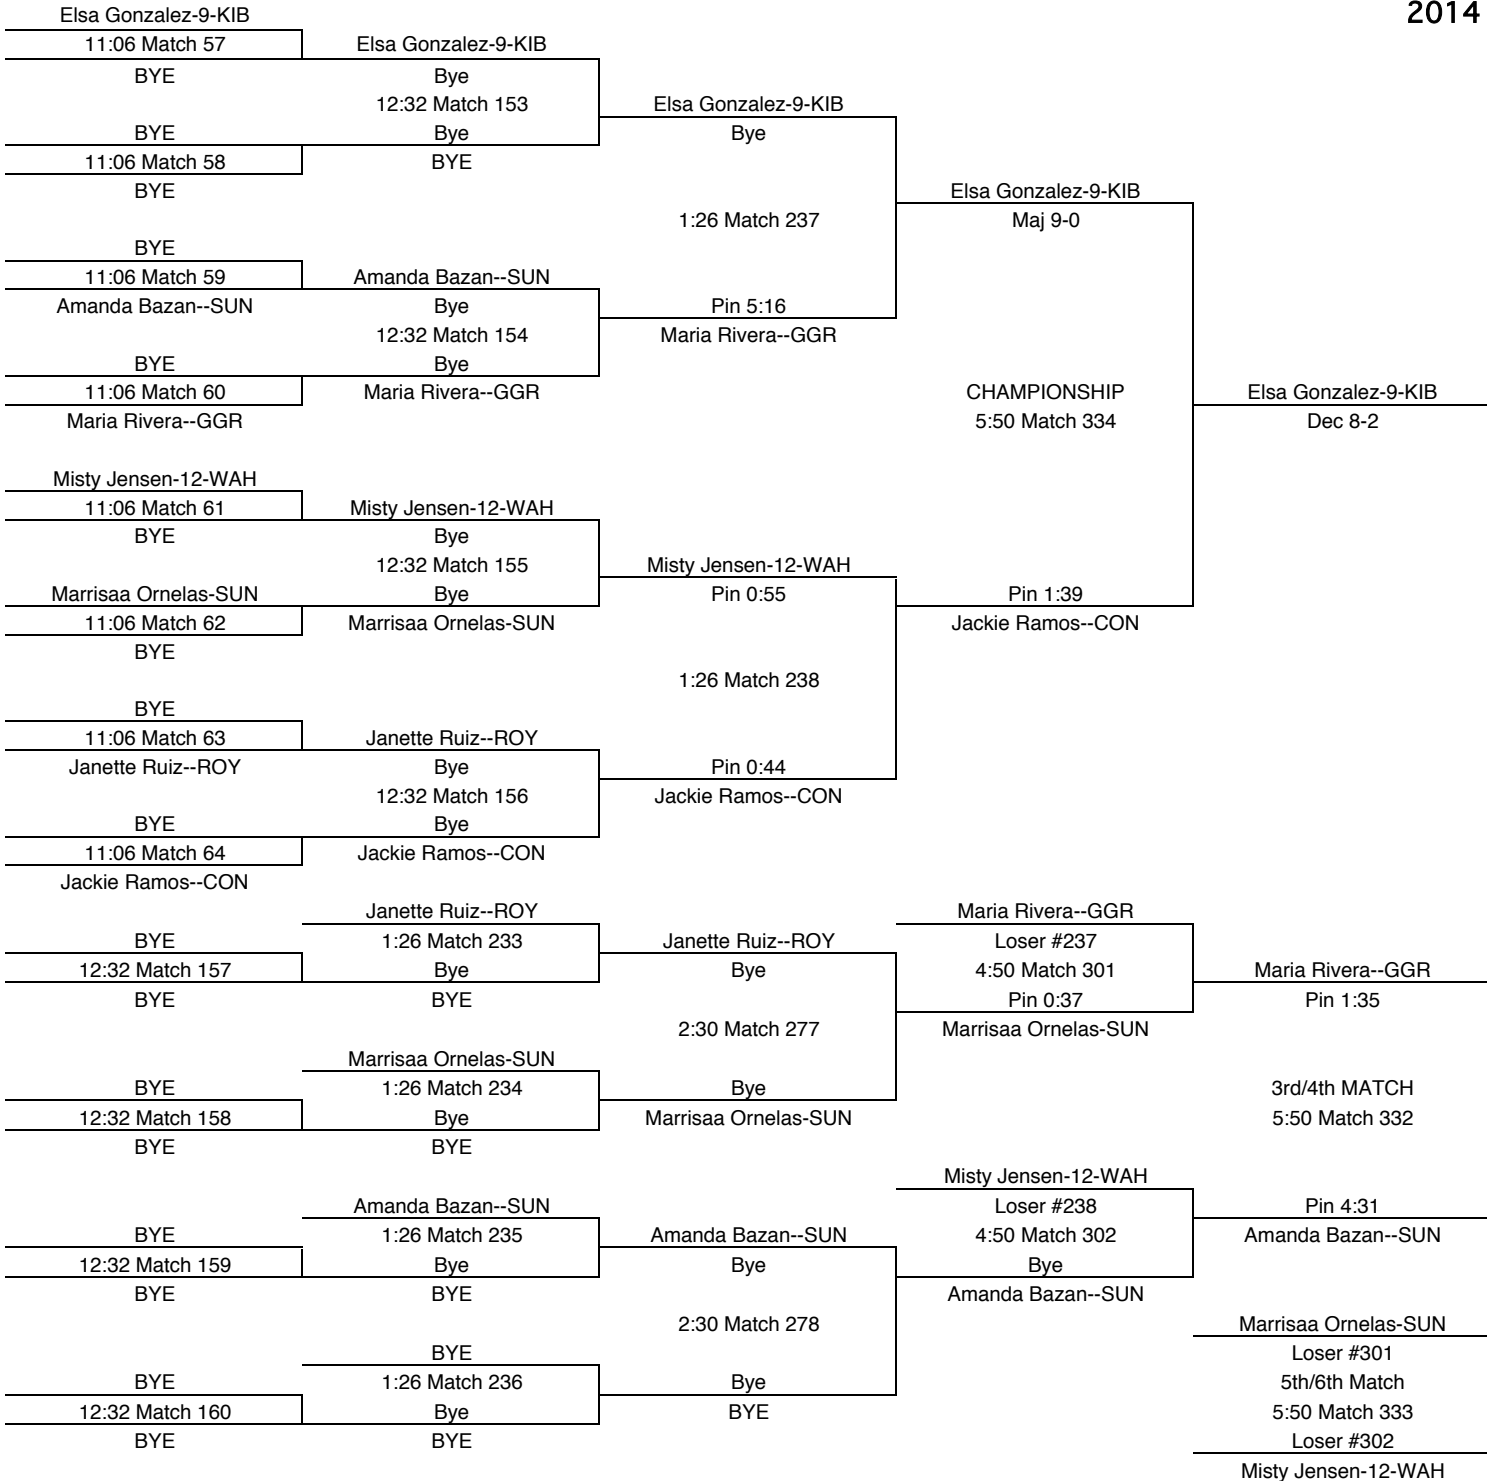 2014
Elsa Gonzalez-9-KIB
11:06 Match 57
BYE
BYE
11:06 Match 58
BYE
BYE
11:06 Match 59
Amanda Bazan--SUN
BYE
11:06 Match 60
Maria Rivera--GGR
Misty Jensen-12-WAH
11:06 Match 61
BYE
Marrisaa Ornelas-SUN
11:06 Match 62
BYE
BYE
11:06 Match 63
Janette Ruiz--ROY
BYE
11:06 Match 64
Jackie Ramos--CON
Elsa Gonzalez-9-KIB
Bye
12:32 Match 153
Bye
BYE
Amanda Bazan--SUN
Bye
12:32 Match 154
Bye
Maria Rivera--GGR
Misty Jensen-12-WAH
Bye
12:32 Match 155
Bye
Marrisaa Ornelas-SUN
Janette Ruiz--ROY
Bye
12:32 Match 156
Bye
Jackie Ramos--CON
Elsa Gonzalez-9-KIB
Bye
1:26 Match 237
Pin 5:16
Maria Rivera--GGR
Misty Jensen-12-WAH
Pin 0:55
1:26 Match 238
Pin 0:44
Jackie Ramos--CON
Elsa Gonzalez-9-KIB
Maj 9-0
CHAMPIONSHIP
5:50 Match 334
Pin 1:39
Jackie Ramos--CON
Elsa Gonzalez-9-KIB
Dec 8-2
BYE
12:32 Match 157
BYE
BYE
12:32 Match 158
BYE
BYE
12:32 Match 159
BYE
BYE
12:32 Match 160
BYE
Janette Ruiz--ROY
1:26 Match 233
Bye
BYE
Marrisaa Ornelas-SUN
1:26 Match 234
Bye
BYE
Amanda Bazan--SUN
1:26 Match 235
Bye
BYE
BYE
1:26 Match 236
Bye
BYE
Janette Ruiz--ROY
Bye
2:30 Match 277
Bye
Marrisaa Ornelas-SUN
Amanda Bazan--SUN
Bye
2:30 Match 278
Bye
BYE
Maria Rivera--GGR
Loser #237
4:50 Match 301
Pin 0:37
Marrisaa Ornelas-SUN
Misty Jensen-12-WAH
Loser #238
4:50 Match 302
Bye
Amanda Bazan--SUN
Maria Rivera--GGR
Pin 1:35
3rd/4th MATCH
5:50 Match 332
Pin 4:31
Amanda Bazan--SUN
Marrisaa Ornelas-SUN
Loser #301
5th/6th Match
5:50 Match 333
Loser #302
Misty Jensen-12-WAH